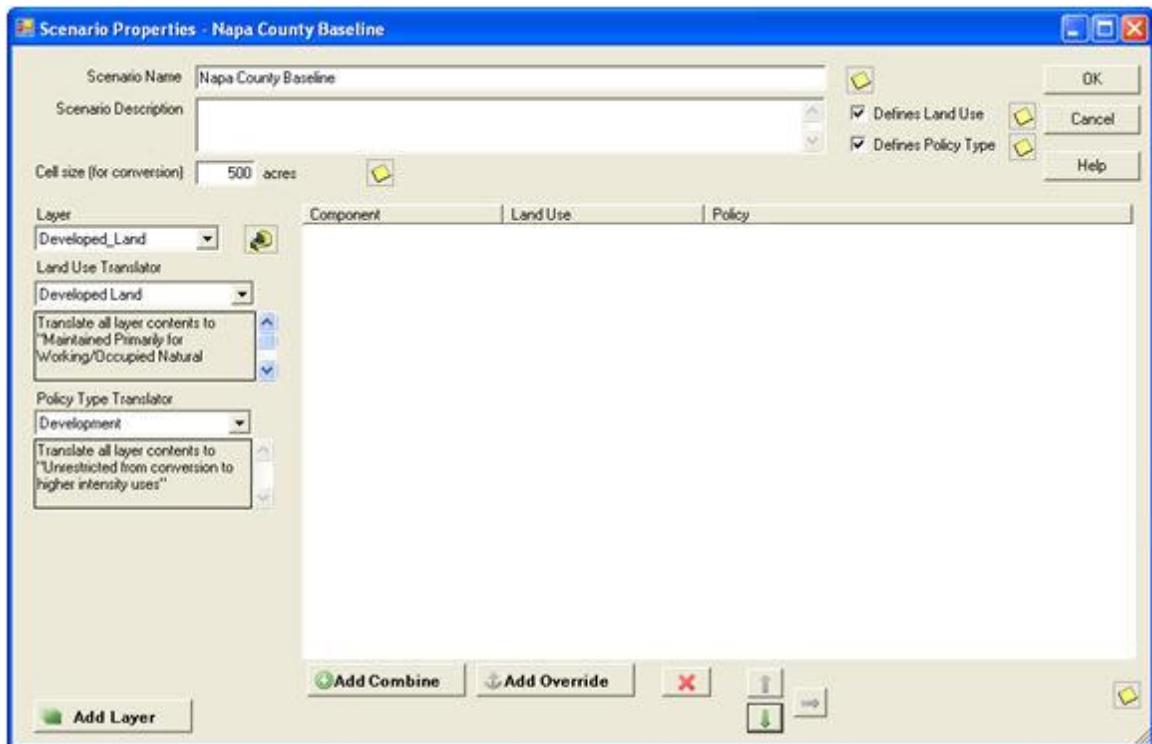 Scenario Properties - Napa County Baseline
Scenario Name Napa County Baseline OK
Scenario Description Defines Land Use Cancel
Defines Policy Type
Cell size (for conversion) 500 acres Help
Layer Component Land Use Policy
Developed_Land
Land Use Translator
Developed Land
Translate all layer contents to
"Maintained Primarily for
Working/Occupied Natural
Policy Type Translator
Development
Translate all layer contents to
"Unrestricted from conversion to
higher intensity uses"
Add Combine Add Override
Add Layer